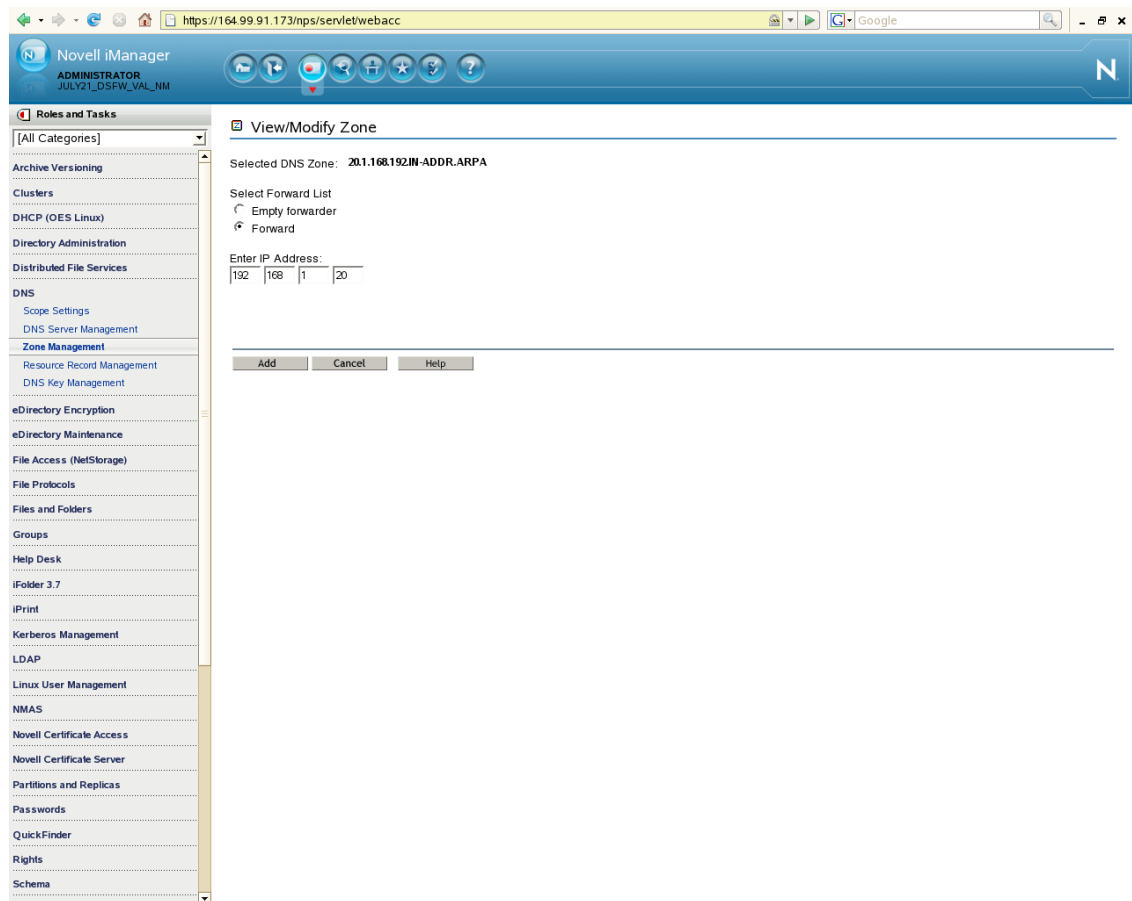 https://164.99.91.173/nps/servlet/webacc
G Google
Novell iManager
ADMINISTRATOR
JULY21_DSFW_VAL_NM
N
Roles and Tasks
[All Categories]
Archive Versioning
Clusters
DHCP (OES Linux)
Directory Administration
Distributed File Services
DNS
Scope Settings
DNS Server Management
Zone Management
Resource Record Management
DNS Key Management
eDirectory Encryption
eDirectory Maintenance
File Access (NetStorage)
File Protocols
Files and Folders
Groups
Help Desk
iFolder 3.7
iPrint
Kerberos Management
LDAP
Linux User Management
NMAS
Novell Certificate Access
Novell Certificate Server
Partitions and Replicas
Passwords
QuickFinder
Rights
Schema
View/Modify Zone
Selected DNS Zone: 20.1.168.192.IN-ADDR.ARPA
Select Forward List
Empty forwarder
Forward
Enter IP Address:
192 168 1 20
Add Cancel Help